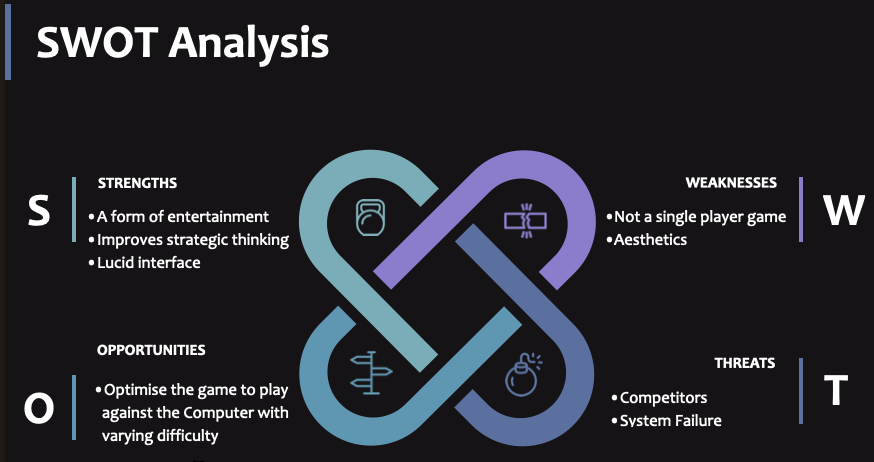 SWOT Analysis
S
STRENGTHS
•A form of entertainment
•Improves strategic thinking
•Lucid interface
WEAKNESSES
•Not a single player game
•Aesthetics
W
O
OPPORTUNITIES
•Optimise the game to play
against the Computer with
varying difficulty
THREATS
•Competitors
•System Failure
T